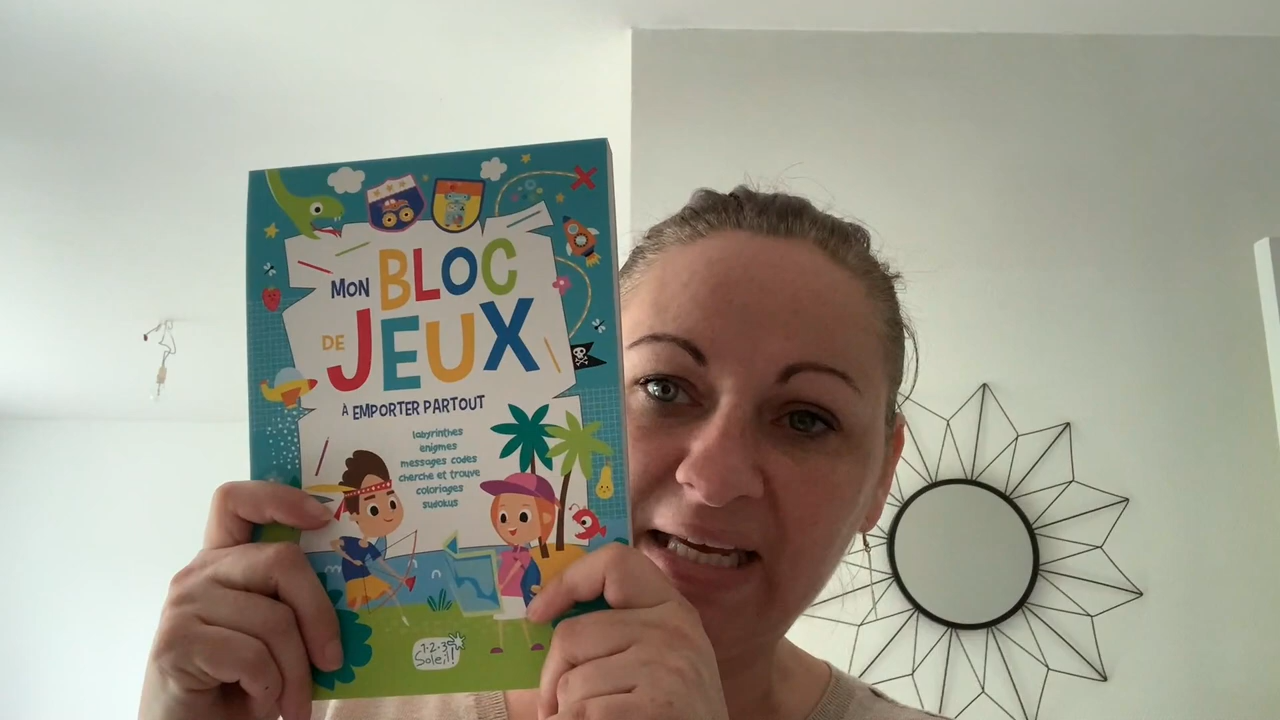 MON BLOC
DE JEUX
À EMPORTER PARTOUT
labyrinthes
énigmes
messages codés
cherche et trouve
coloriages
sudokus
1.2.3
Soleil!